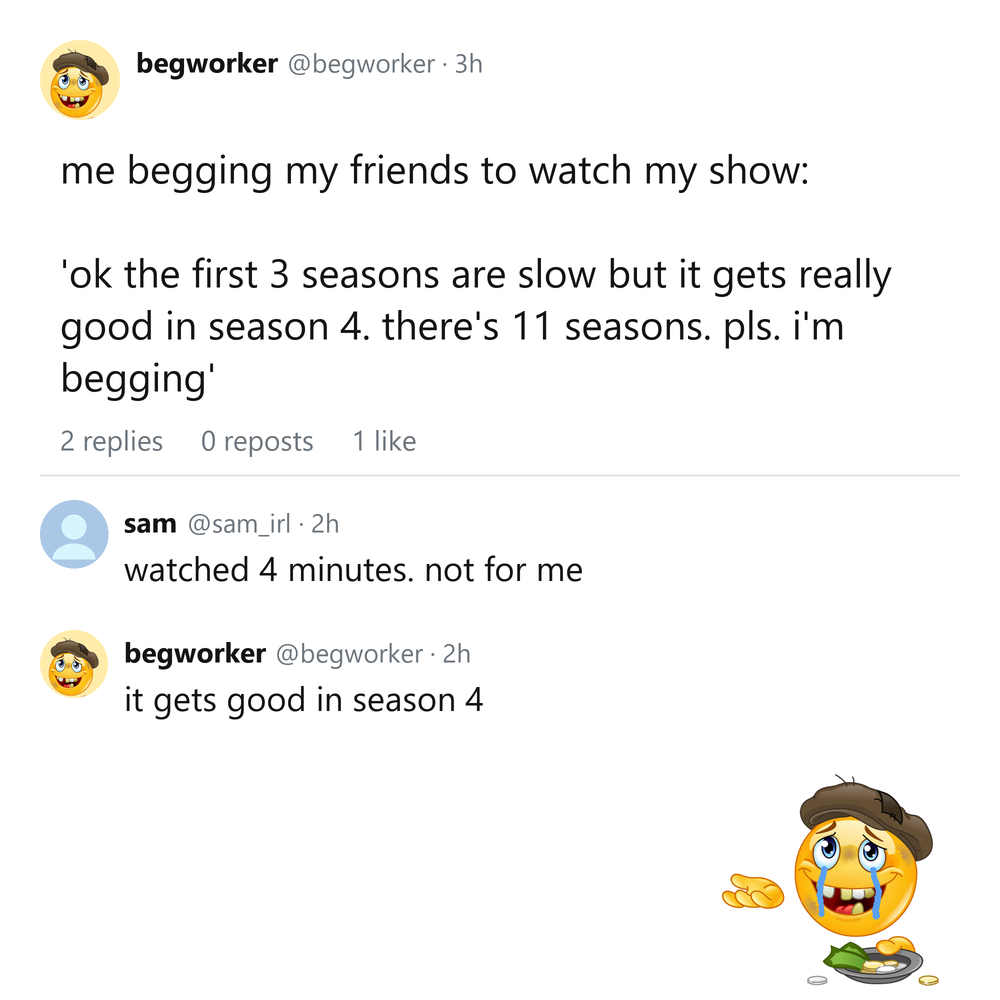 begworker @begworker · 3h
me begging my friends to watch my show:
'ok the first 3 seasons are slow but it gets really
good in season 4. there's 11 seasons. pls. i'm
begging'
2 replies 0 reposts 1 like
sam @sam_irl · 2h
watched 4 minutes. not for me
begworker @begworker · 2h
it gets good in season 4